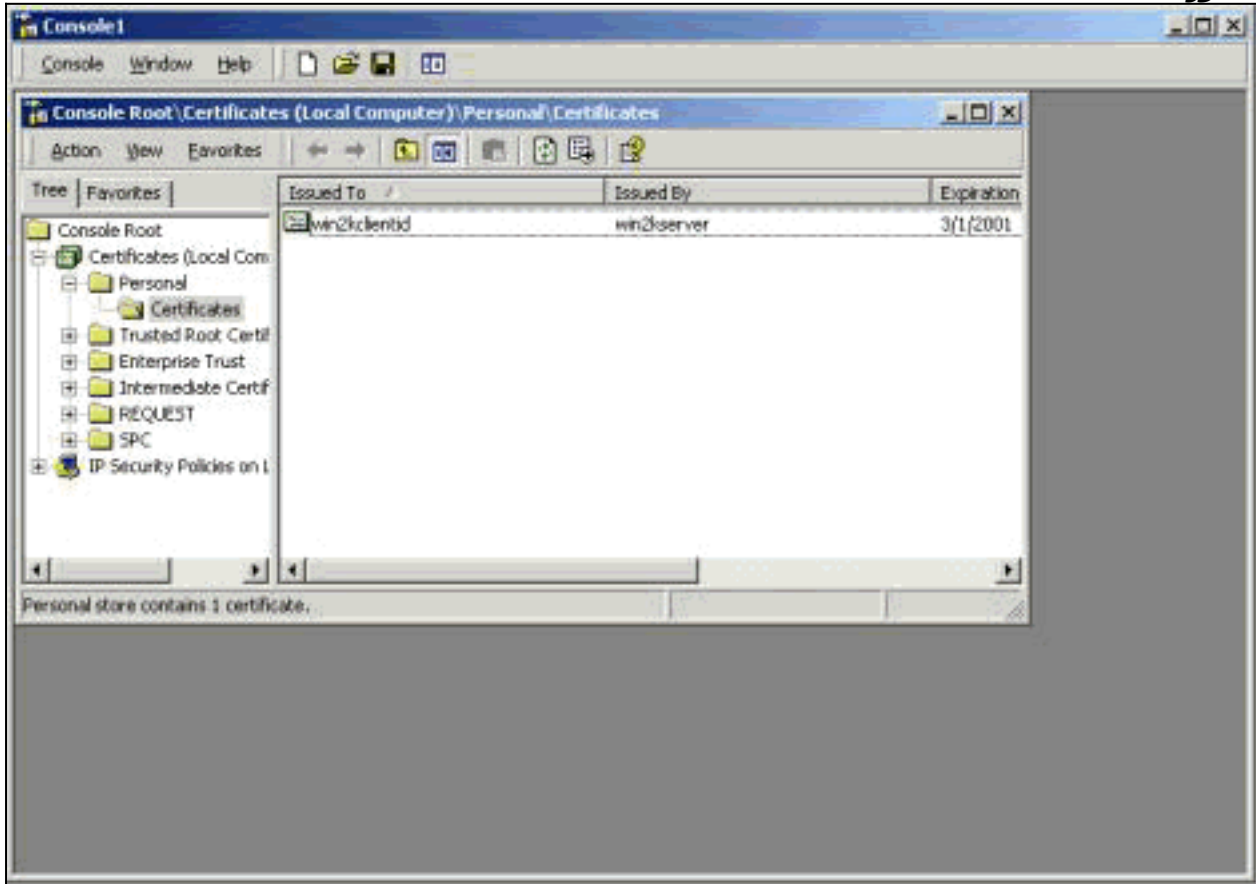 Console1
Console Window Help
Console Root\Certificates (Local Computer)\Personal\Certificates
Action View Favorites
Tree Favorites
Issued To Issued By Expiration
win2kclientid win2kserver 3/1/2001
Console Root
Certificates (Local Com
Personal
Certificates
Trusted Root Certif
Enterprise Trust
Intermediate Certif
REQUEST
SPC
IP Security Policies on L
Personal store contains 1 certificate.